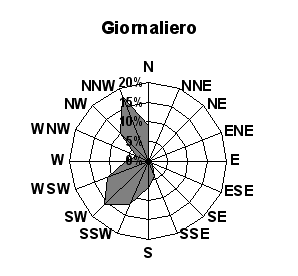 Giornaliero
N
NNW 20% NNE
NW 15% NE
WNW 10% ENE
5%
W 0% E
WSW ESE
SW SE
SSW SSE
S